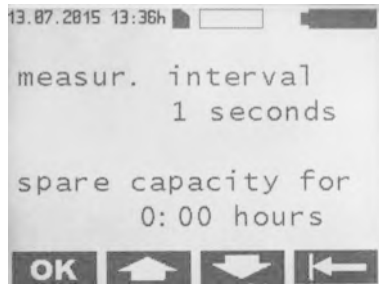 13.07.2015 13:36h
measur. interval
1 seconds
spare capacity for
0:00 hours
OK